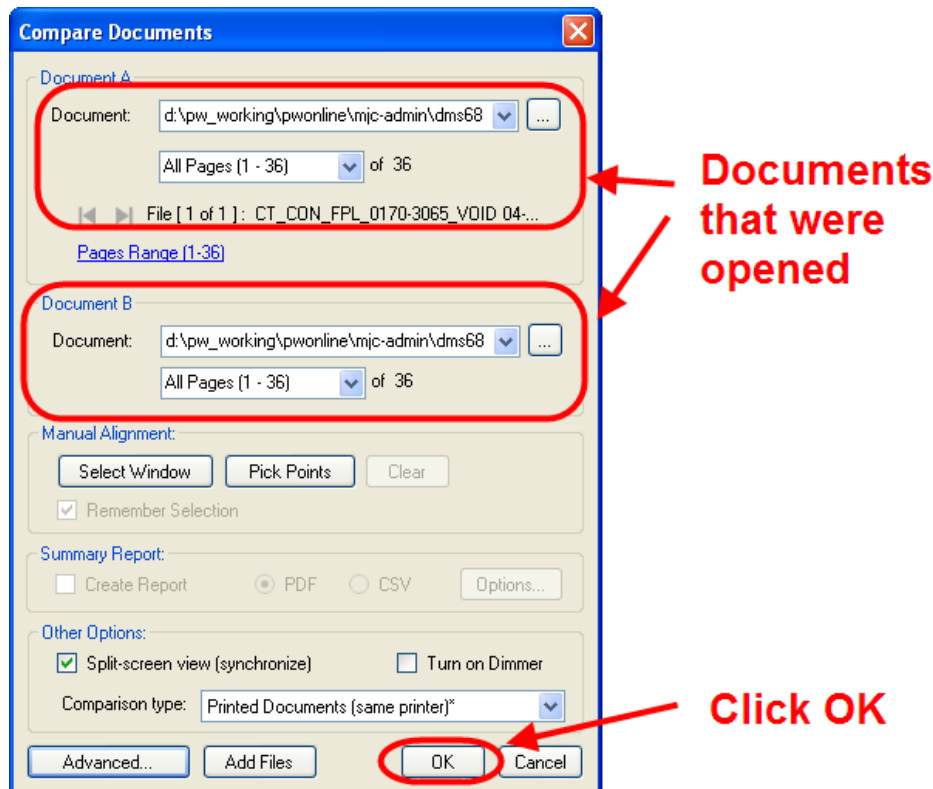 Compare Documents
Document A
Document: d:\pw_working\pwonline\mjc-admin\dms68 ...
All Pages (1 - 36) of 36
File [ 1 of 1 ] : CT_CON_FPL_0170-3065_VOID 04-...
Pages Range (1-36)
Document B
Document: d:\pw_working\pwonline\mjc-admin\dms68 ...
All Pages (1 - 36) of 36
Manual Alignment:
Select Window Pick Points Clear
Remember Selection
Summary Report:
Create Report PDF CSV Options...
Other Options:
Split-screen view (synchronize) Turn on Dimmer
Comparison type: Printed Documents (same printer)*
Advanced... Add Files OK Cancel
Documents
that were
opened
Click OK